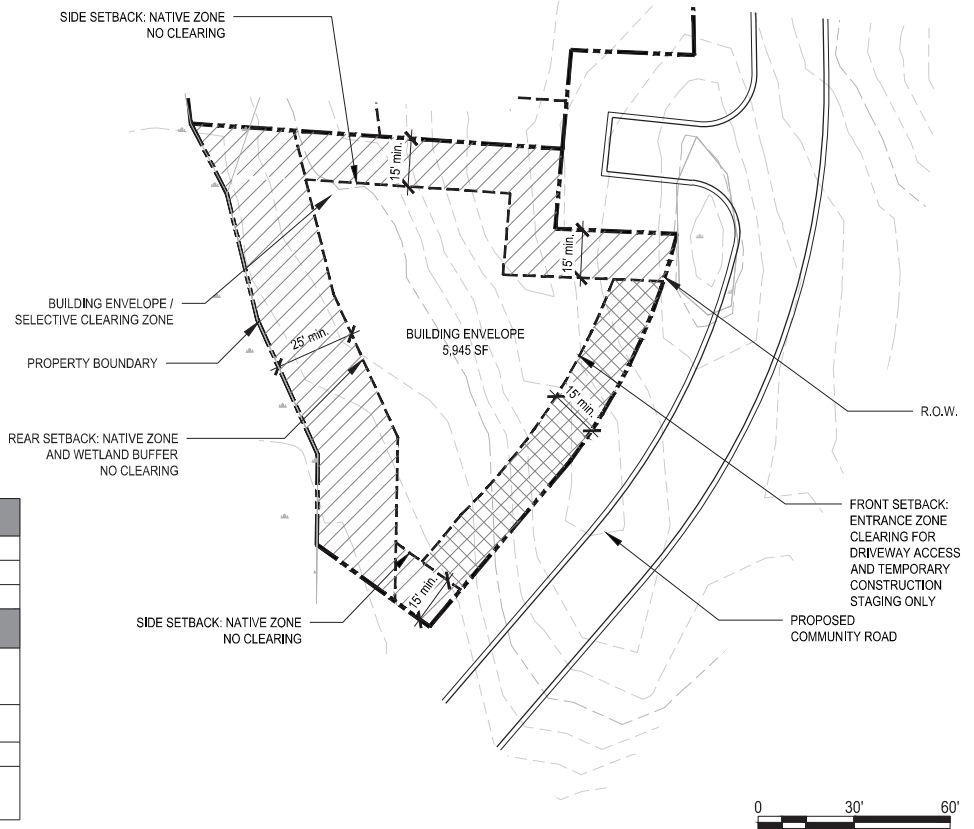 SIDE SETBACK: NATIVE ZONE
NO CLEARING
15' min.
15' min.
BUILDING ENVELOPE /
SELECTIVE CLEARING ZONE
BUILDING ENVELOPE
5,945 SF
25' min.
PROPERTY BOUNDARY
15' min.
R.O.W.
REAR SETBACK: NATIVE ZONE
AND WETLAND BUFFER
NO CLEARING
FRONT SETBACK:
ENTRANCE ZONE
CLEARING FOR
DRIVEWAY ACCESS
AND TEMPORARY
CONSTRUCTION
STAGING ONLY
15' min.
SIDE SETBACK: NATIVE ZONE
NO CLEARING
PROPOSED
COMMUNITY ROAD
0 30' 60'